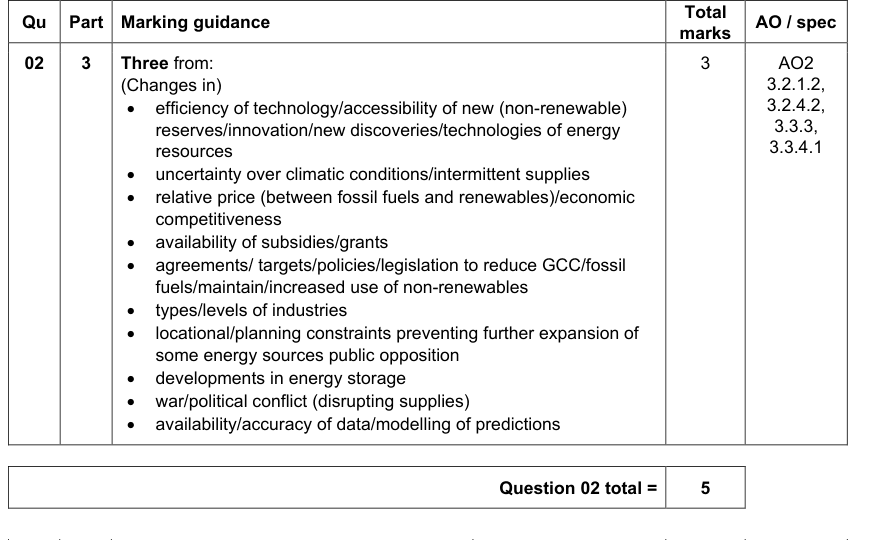 Qu Part Marking guidance Total marks AO / spec
02 3 Three from: 3 AO2
(Changes in) 3.2.1.2,
• efficiency of technology/accessibility of new (non-renewable) 3.2.4.2,
reserves/innovation/new discoveries/technologies of energy 3.3.3,
resources 3.3.4.1
• uncertainty over climatic conditions/intermittent supplies
• relative price (between fossil fuels and renewables)/economic
competitiveness
• availability of subsidies/grants
• agreements/ targets/policies/legislation to reduce GCC/fossil
fuels/maintain/increased use of non-renewables
• types/levels of industries
• locational/planning constraints preventing further expansion of
some energy sources public opposition
• developments in energy storage
• war/political conflict (disrupting supplies)
• availability/accuracy of data/modelling of predictions
Question 02 total = 5